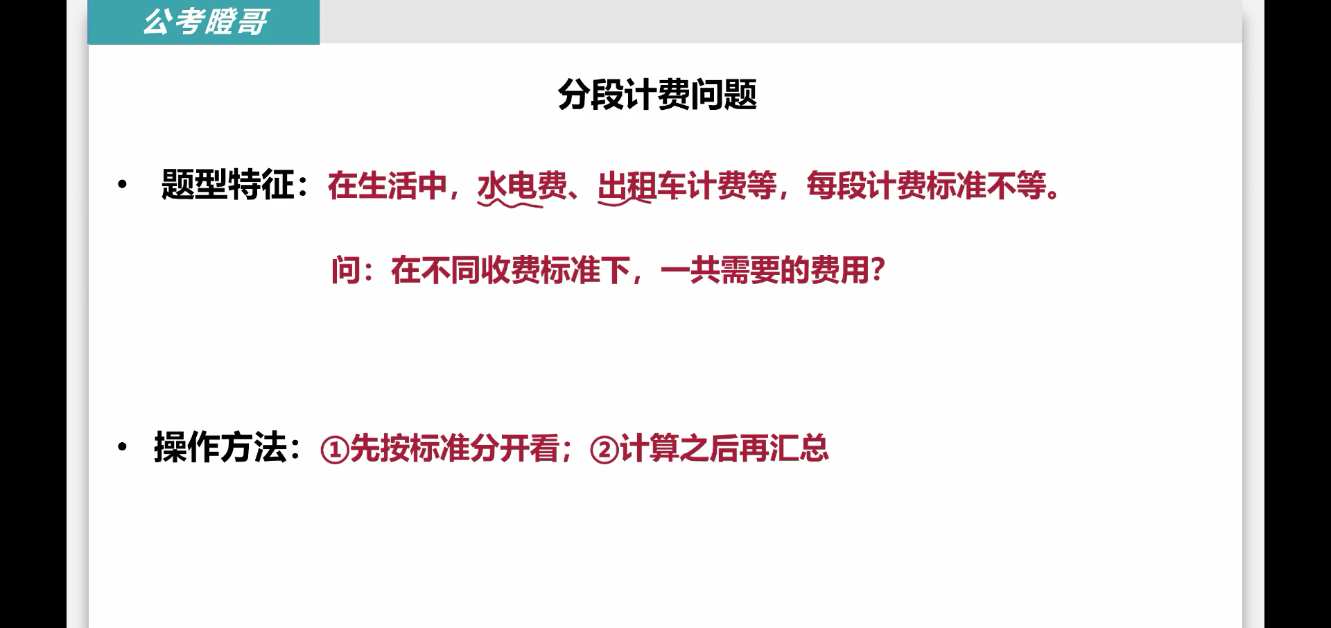 公考瞪哥
分段计费问题
• 题型特征：在生活中，水电费、出租车计费等，每段计费标准不等。
问：在不同收费标准下，一共需要的费用？
• 操作方法：①先按标准分开看；②计算之后再汇总